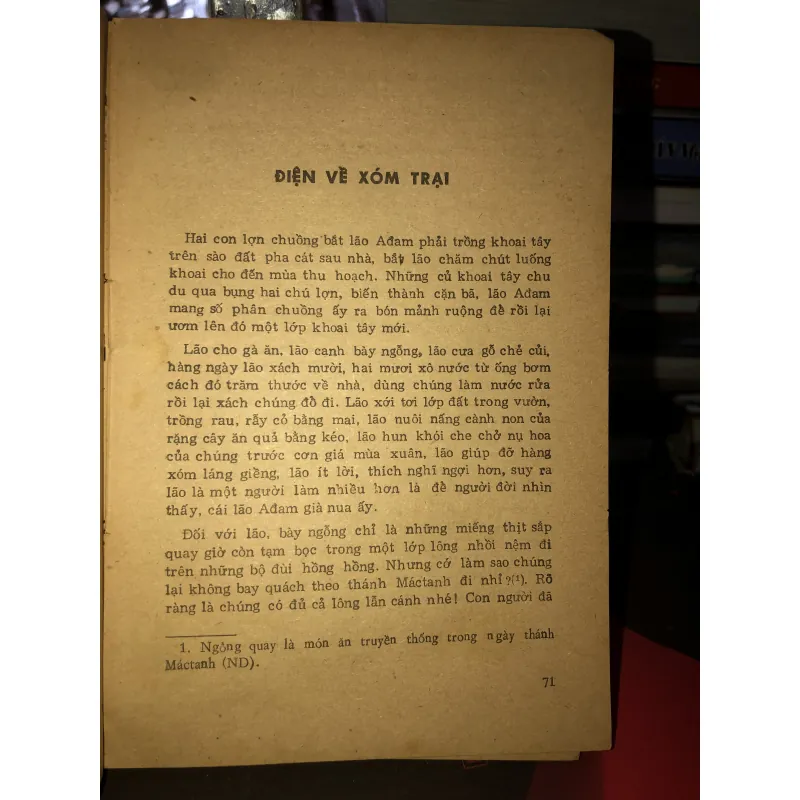 ĐIỆN VỀ XÓM TRẠI
Hai con lợn chuồng bắt lão Ađam phải trồng khoai tây
trên sào đất pha cát sau nhà, bắt lão chăm chút luống
khoai cho đến mùa thu hoạch. Những củ khoai tây chu
du qua bụng hai chú lợn, biến thành cặn bã, lão Ađam
mang số phân chuồng ấy ra bón mảnh ruộng để rồi lại
ươm lên đó một lớp khoai tây mới.
Lão cho gà ăn, lão canh bày ngỗng, lão cưa gỗ chẻ củi,
hàng ngày lão xách mười, hai mươi xô nước từ ống bơm
cách đó trăm thước về nhà, dùng chúng làm nước rửa
rồi lại xách chúng đổ đi. Lão xới tơi lớp đất trong vườn,
trồng rau, rẫy cỏ bằng mai, lão nuôi nấng cành non của
rặng cây ăn quả bằng kéo, lão hun khói che chở nụ hoa
của chúng trước cơn giá mùa xuân, lão giúp đỡ hàng
xóm láng giềng, lão ít lời, thích nghĩ ngợi hơn, suy ra
lão là một người làm nhiều hơn là để người đời nhìn
thấy, cái lão Ađam già nua ấy.
Đối với lão, bày ngỗng chỉ là những miếng thịt sắp
quay giờ còn tạm bọc trong một lớp lông nhồi nệm đi
trên những bộ đùi hồng hồng. Nhưng cớ làm sao chúng
lại không bay quách theo thánh Máctanh đi nhỉ?(1). Rõ
ràng là chúng có đủ cả lông lẫn cánh nhé! Con người đã
1. Ngỗng quay là món ăn truyền thống trong ngày thánh
Máctanh (ND).
71